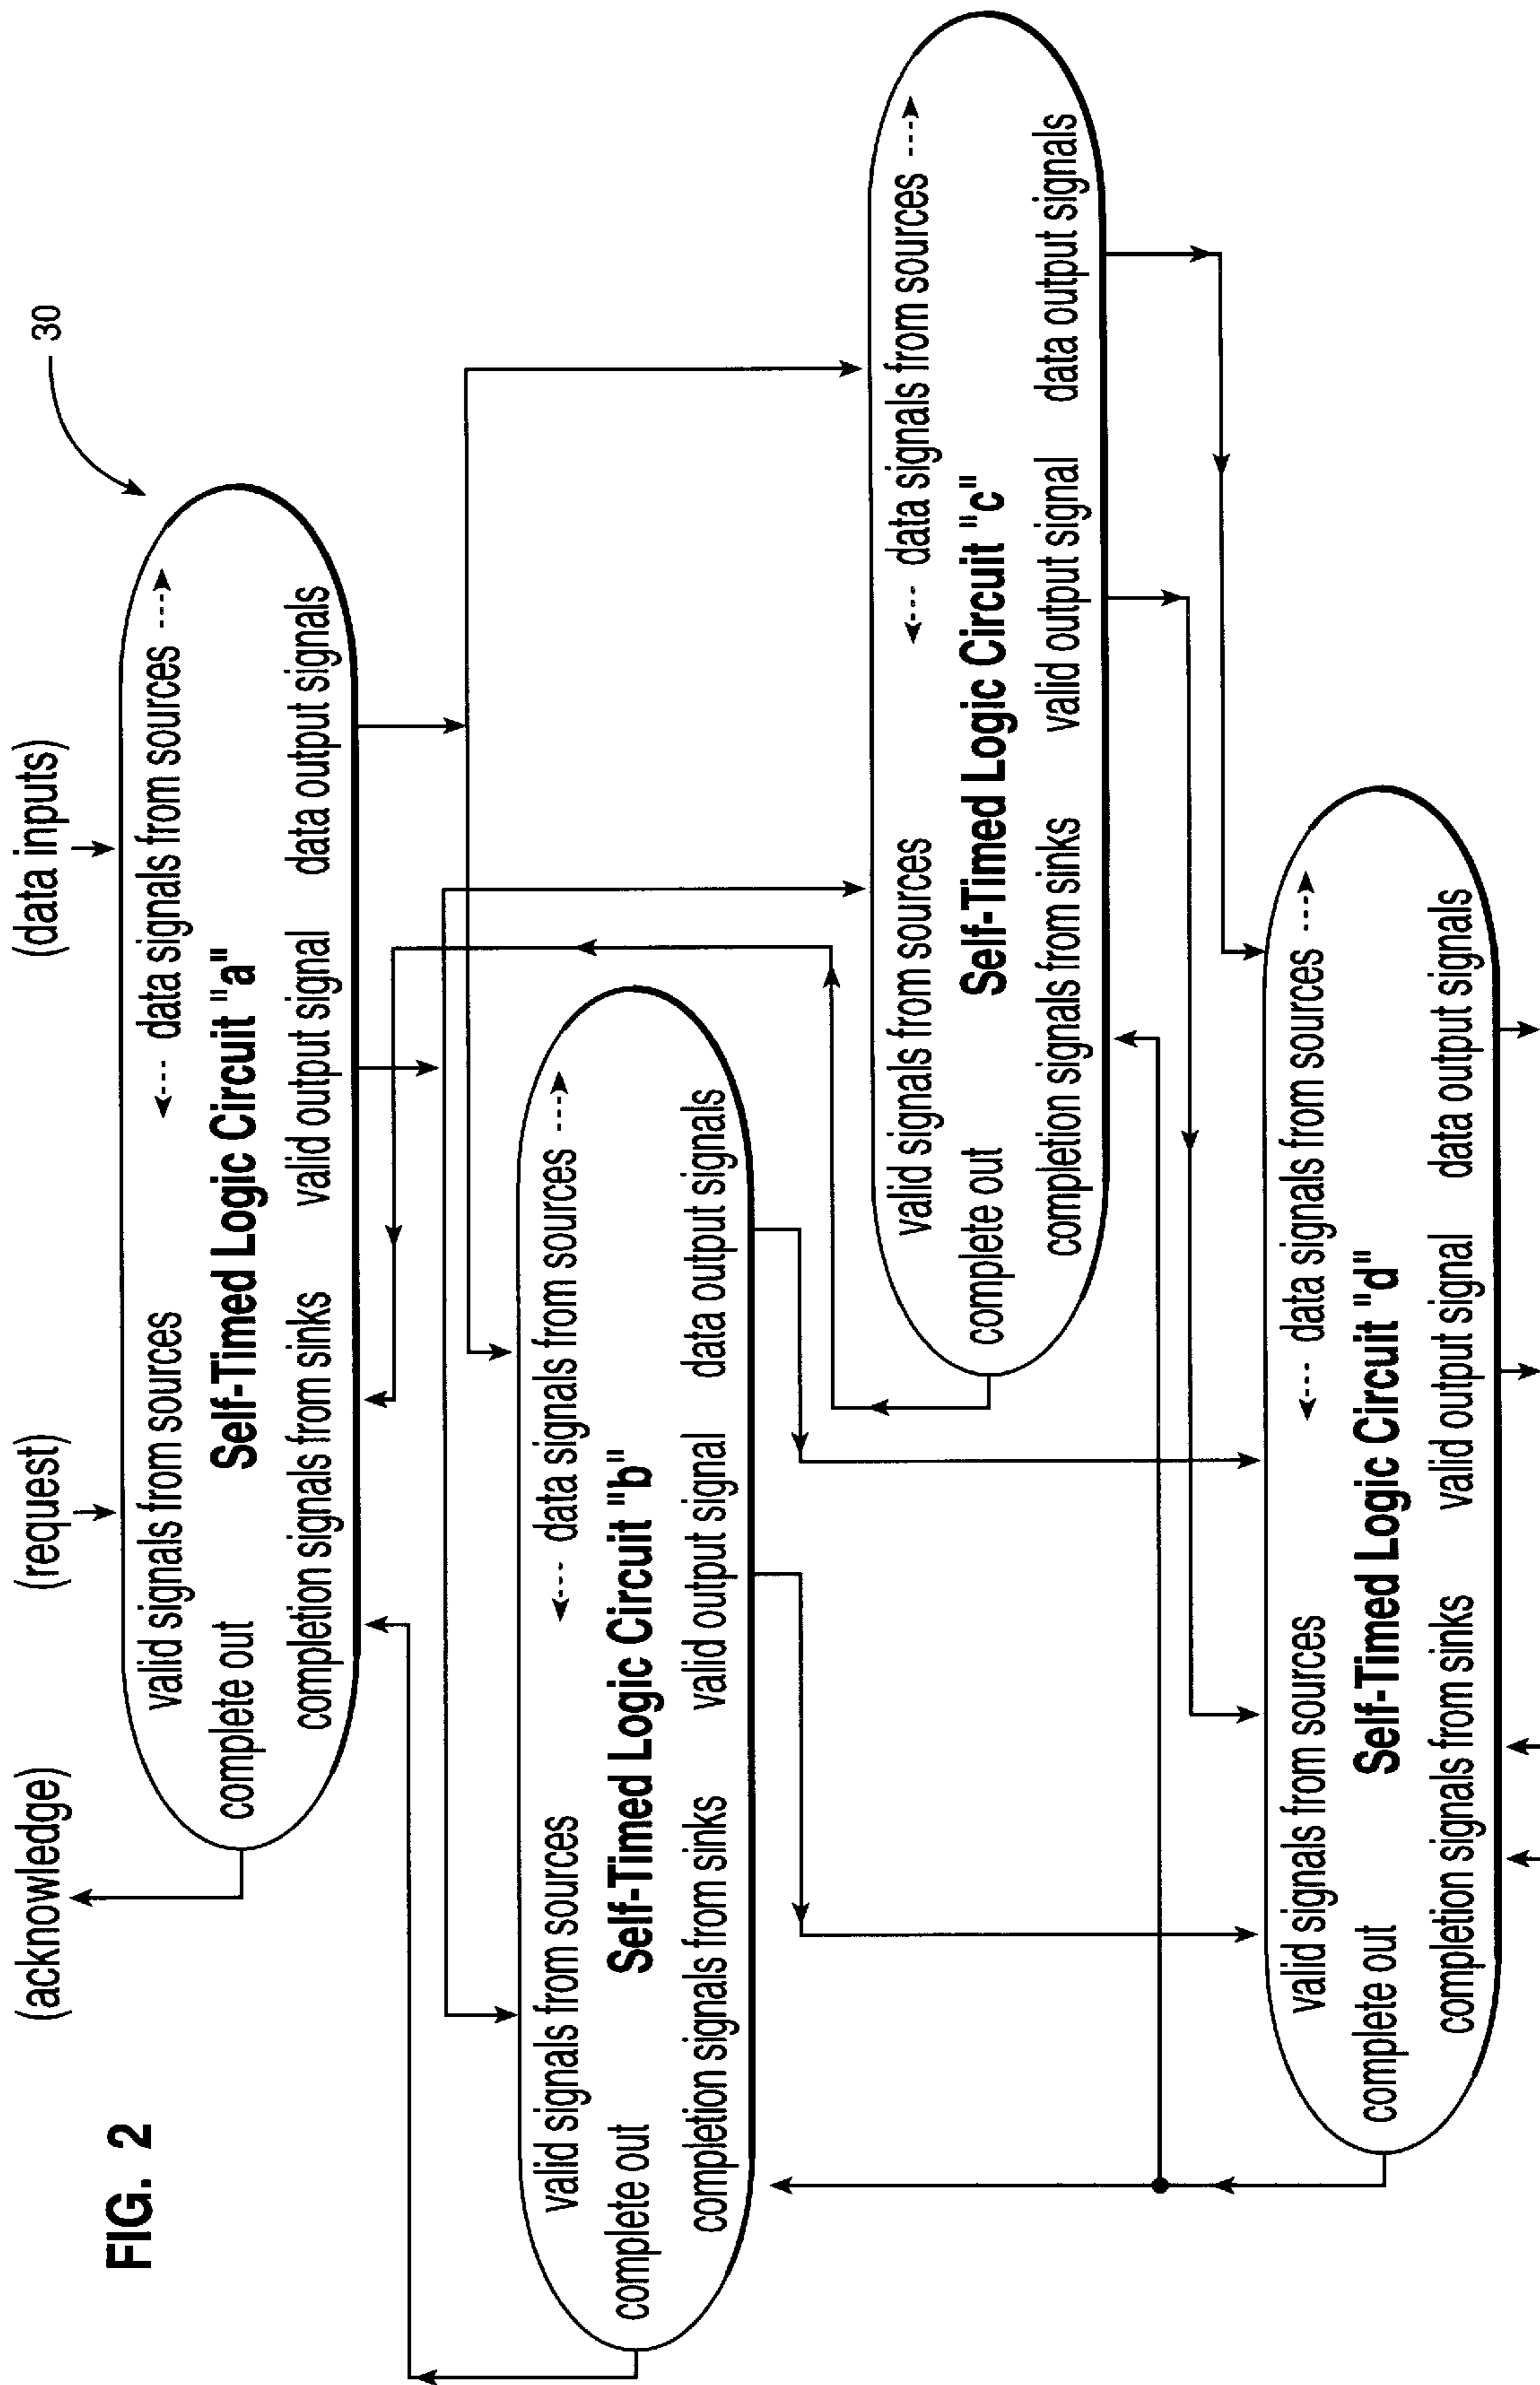 FIG. 2
(acknowledge)
(request)
(data inputs)
30
valid signals from sources
<--- data signals from sources --->
complete out
Self-Timed Logic Circuit "a"
completion signals from sinks
valid output signal
data output signals
valid signals from sources
<--- data signals from sources --->
complete out
Self-Timed Logic Circuit "b"
completion signals from sinks
valid output signal
data output signals
valid signals from sources
<--- data signals from sources --->
complete out
Self-Timed Logic Circuit "c"
completion signals from sinks
valid output signal
data output signals
valid signals from sources
<--- data signals from sources --->
complete out
Self-Timed Logic Circuit "d"
completion signals from sinks
valid output signal
data output signals